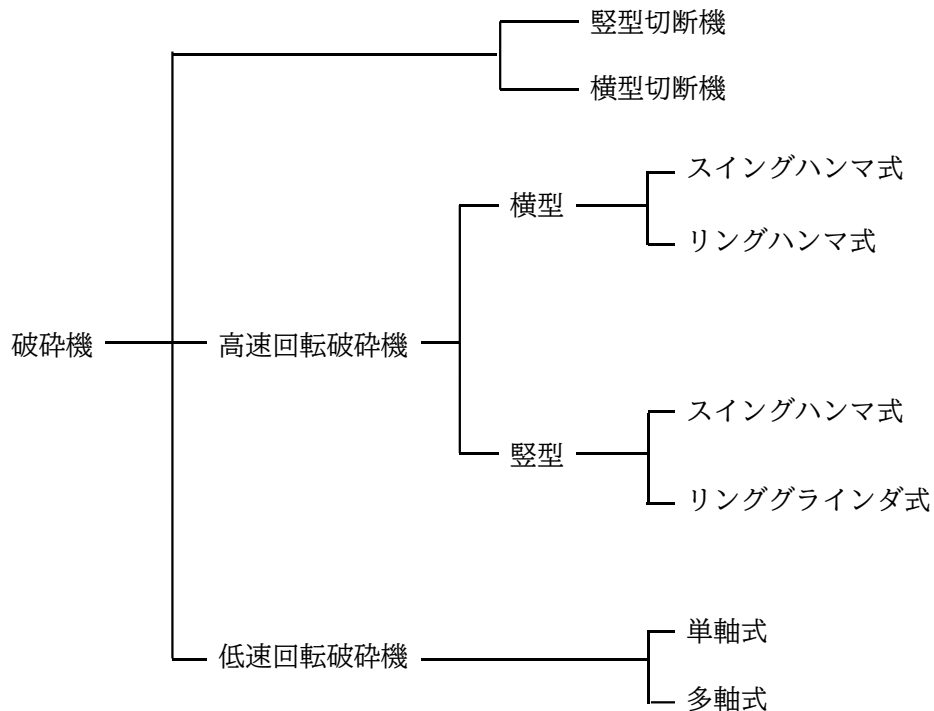 竪型切断機
横型切断機
スイングハンマ式
横型
リングハンマ式
破砕機
高速回転破砕機
スイングハンマ式
竪型
リンググラインダ式
単軸式
低速回転破砕機
多軸式